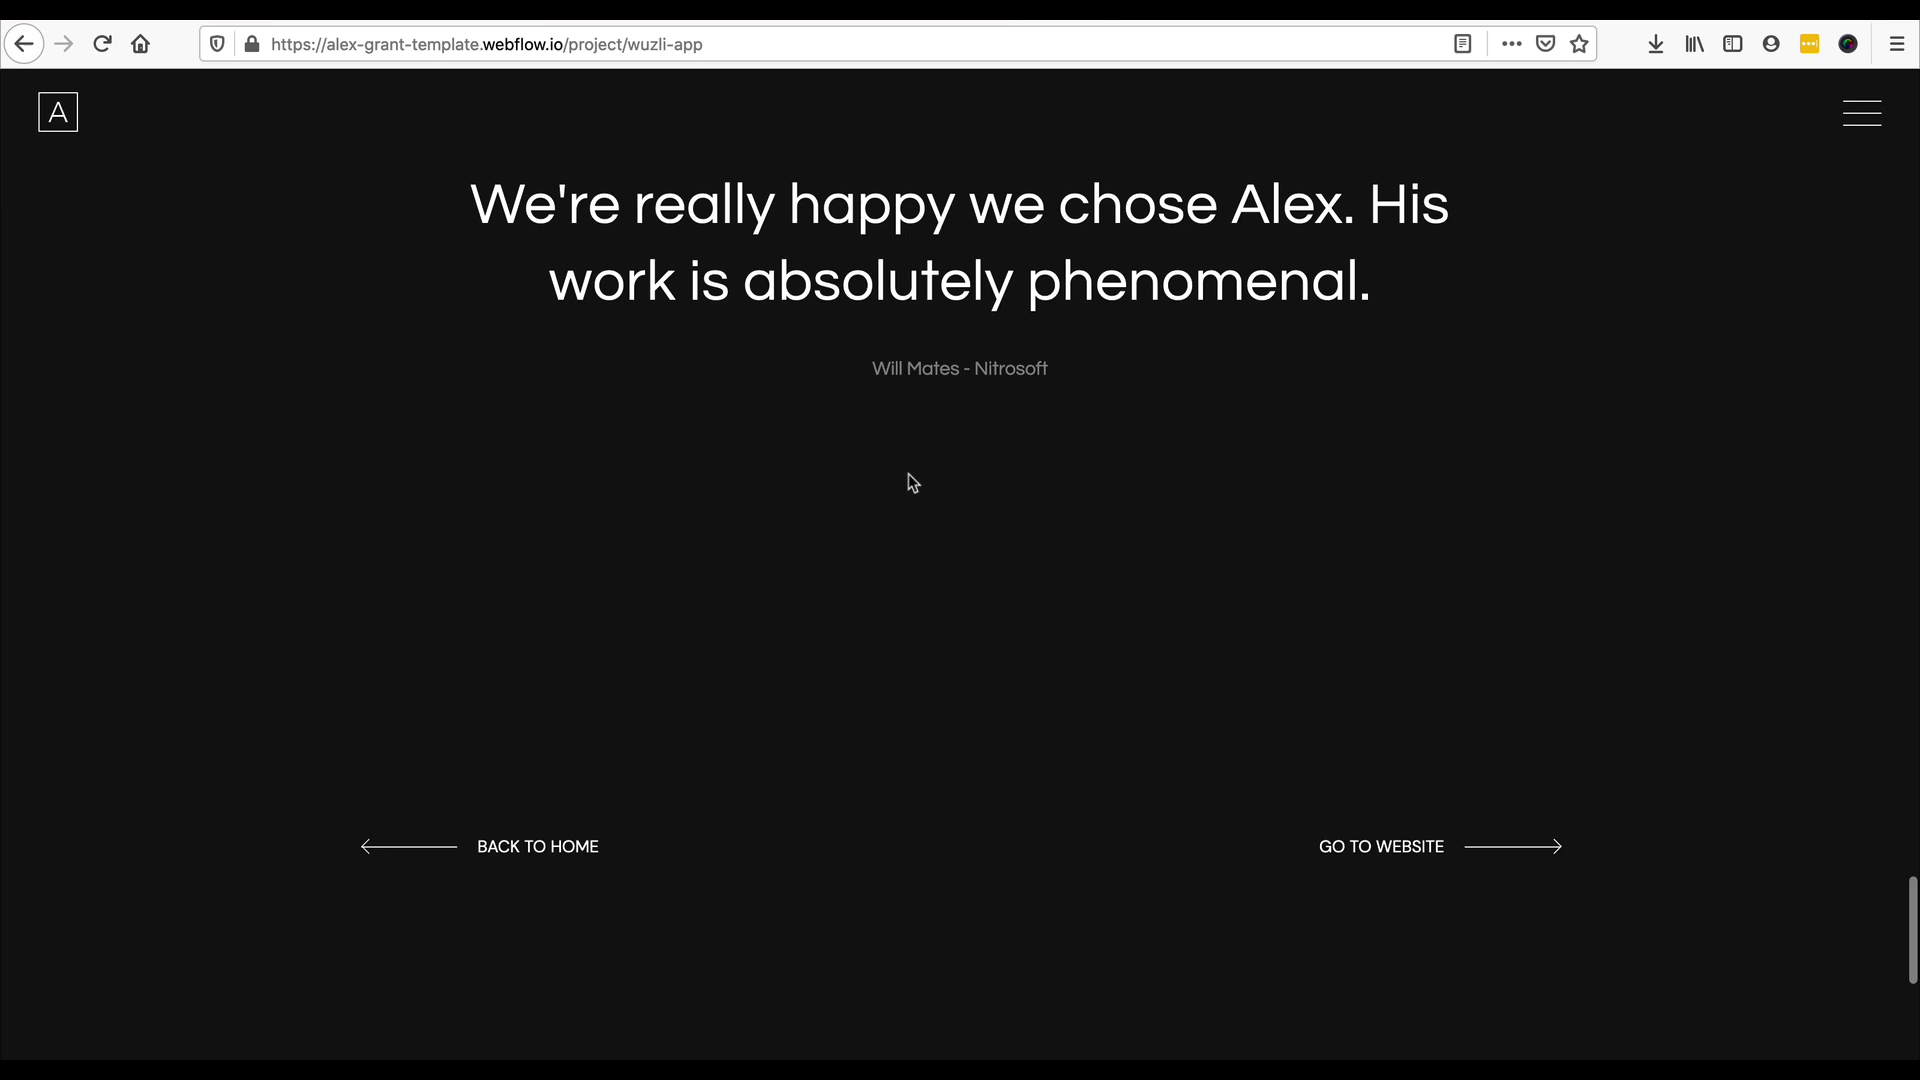 https://alex-grant-template.webflow.io/project/wuzli-app
A
We're really happy we chose Alex. His
work is absolutely phenomenal.
Will Mates - Nitrosoft
BACK TO HOME
GO TO WEBSITE